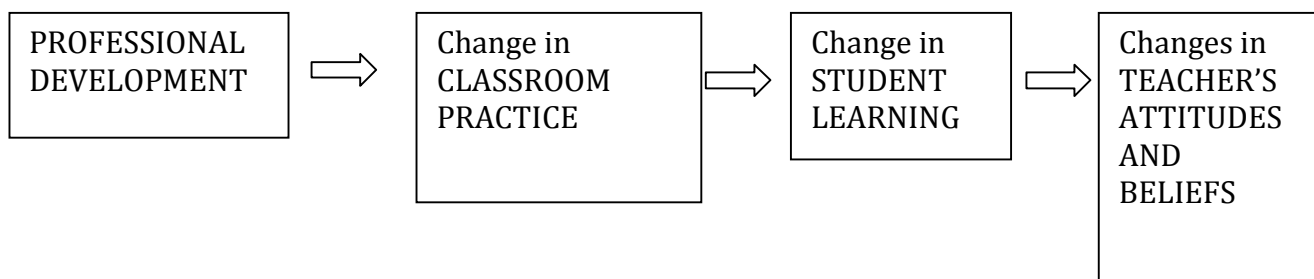 PROFESSIONAL
DEVELOPMENT
Change in
CLASSROOM
PRACTICE
Change in
STUDENT
LEARNING
Changes in
TEACHER’S
ATTITUDES
AND
BELIEFS